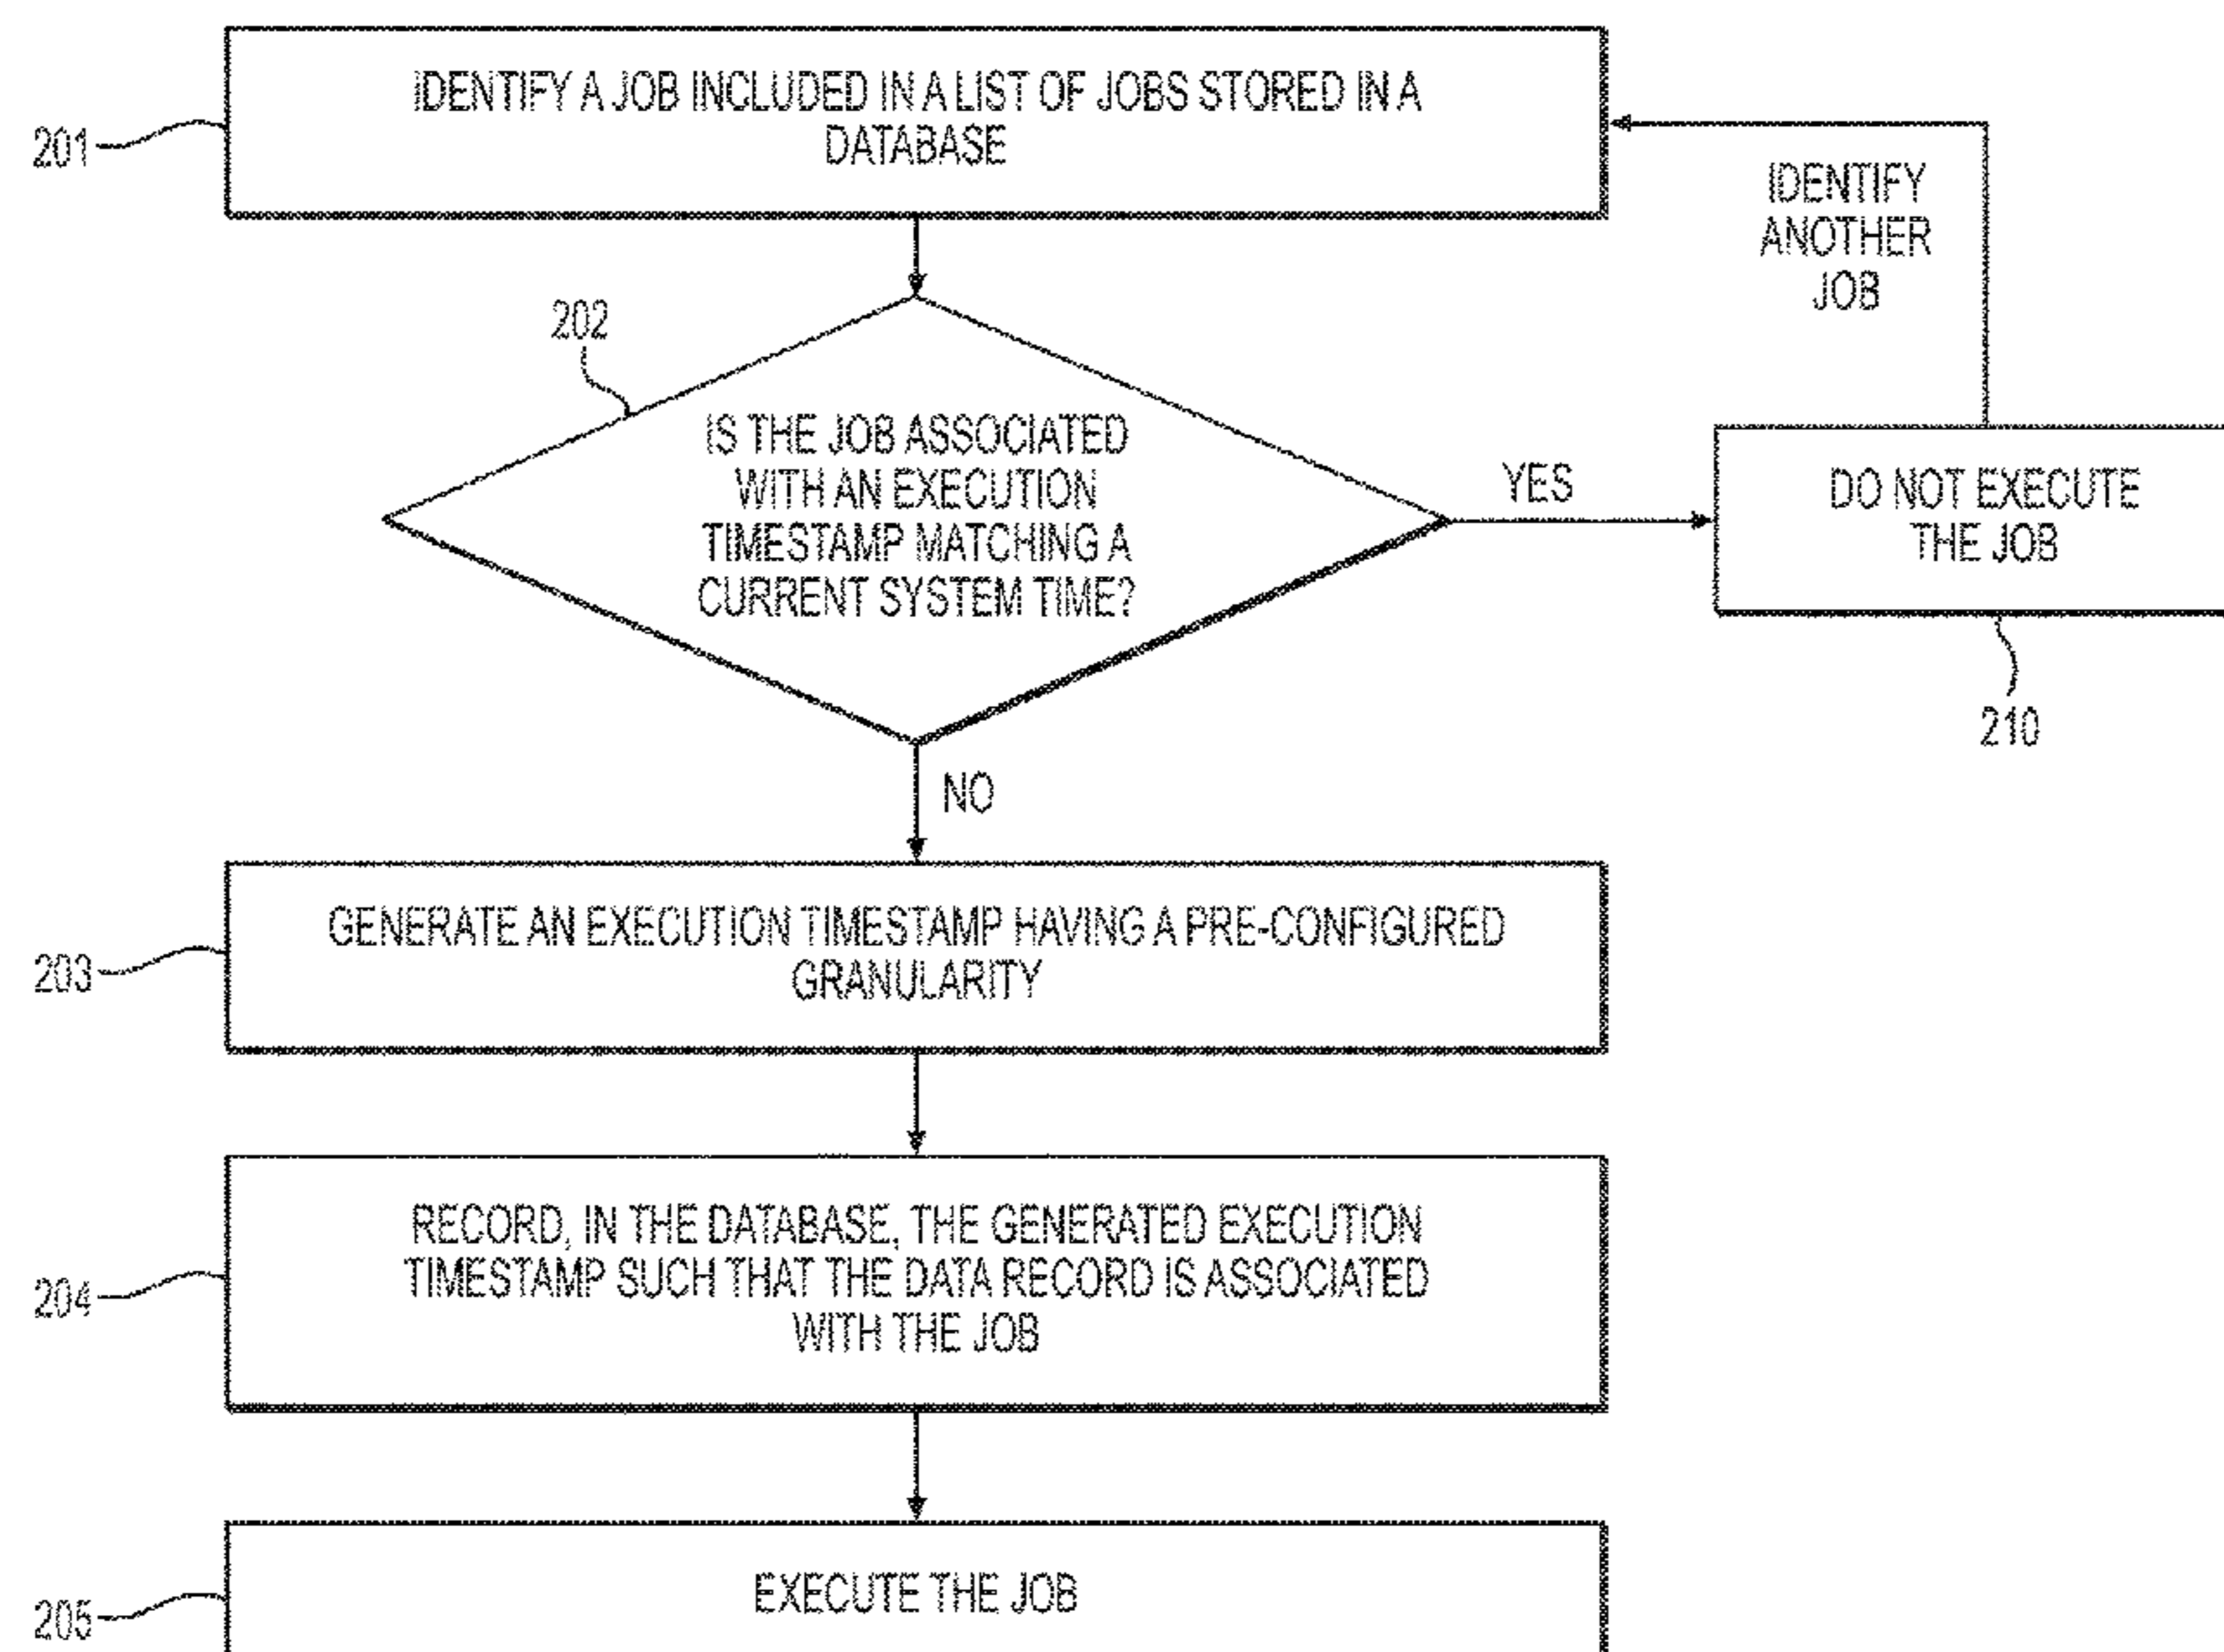 IDENTIFY A JOB INCLUDED IN A LIST OF JOBS STORED IN A
DATABASE
201
IDENTIFY
ANOTHER
JOB
202
IS THE JOB ASSOCIATED
WITH AN EXECUTION
TIMESTAMP MATCHING A
CURRENT SYSTEM TIME?
YES
DO NOT EXECUTE
THE JOB
210
NO
GENERATE AN EXECUTION TIMESTAMP HAVING A PRE-CONFIGURED
GRANULARITY
203
RECORD, IN THE DATABASE, THE GENERATED EXECUTION
TIMESTAMP SUCH THAT THE DATA RECORD IS ASSOCIATED
WITH THE JOB
204
EXECUTE THE JOB
205